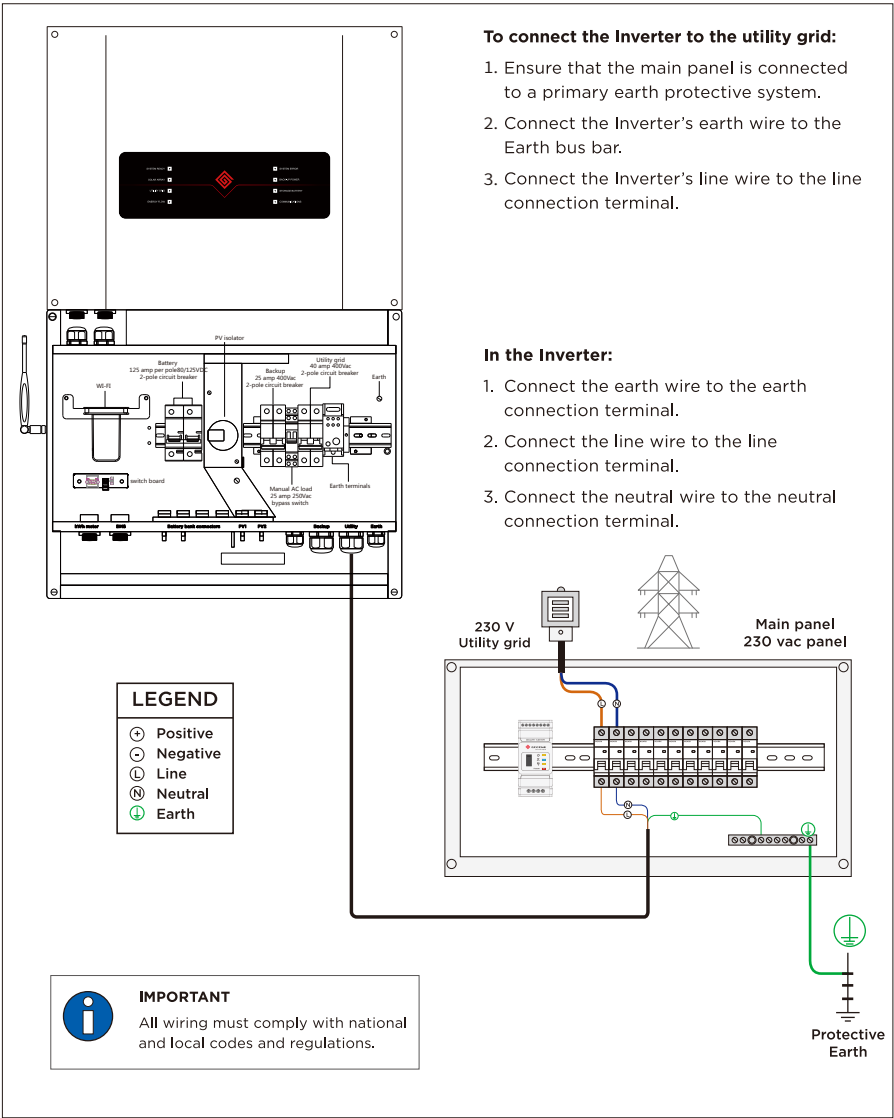 To connect the Inverter to the utility grid:
1. Ensure that the main panel is connected
to a primary earth protective system.
2. Connect the Inverter's earth wire to the
Earth bus bar.
3. Connect the Inverter's line wire to the line
connection terminal.
In the Inverter:
1. Connect the earth wire to the earth
connection terminal.
2. Connect the line wire to the line
connection terminal.
3. Connect the neutral wire to the neutral
connection terminal.
PV isolator
Battery
125 amp per pole80/125VDC
2-pole circuit breaker
Backup
25 amp 400Vac
2-pole circuit breaker
Utility grid
40 amp 400Vac
2-pole circuit breaker
Earth
WI-FI
switch board
Manual AC load
25 amp 250Vac
bypass switch
Earth terminals
kWh meter
BMS
Battery bank connectors
PV1
PV2
Backup
Utility
Earth
230 V
Utility grid
Main panel
230 vac panel
L
N
N
L
LEGEND
+ Positive
- Negative
L Line
N Neutral
Earth
IMPORTANT
All wiring must comply with national
and local codes and regulations.
Protective
Earth